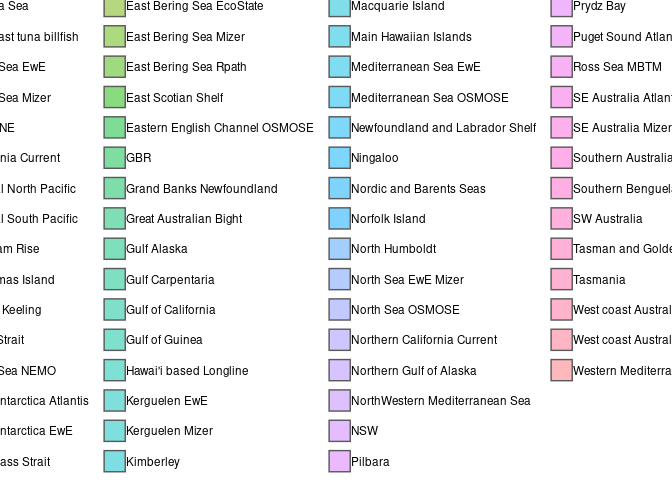 a Sea
ast tuna billfish
Sea EwE
Sea Mizer
NE
nia Current
l North Pacific
l South Pacific
am Rise
mas Island
Keeling
Strait
Sea NEMO
ntarctica Atlantis
ntarctica EwE
ass Strait
East Bering Sea EcoState
East Bering Sea Mizer
East Bering Sea Rpath
East Scotian Shelf
Eastern English Channel OSMOSE
GBR
Grand Banks Newfoundland
Great Australian Bight
Gulf Alaska
Gulf Carpentaria
Gulf of California
Gulf of Guinea
Hawai'i based Longline
Kerguelen EwE
Kerguelen Mizer
Kimberley
Macquarie Island
Main Hawaiian Islands
Mediterranean Sea EwE
Mediterranean Sea OSMOSE
Newfoundland and Labrador Shelf
Ningaloo
Nordic and Barents Seas
Norfolk Island
North Humboldt
North Sea EwE Mizer
North Sea OSMOSE
Northern California Current
Northern Gulf of Alaska
NorthWestern Mediterranean Sea
NSW
Pilbara
Prydz Bay
Puget Sound Atlan
Ross Sea MBTM
SE Australia Atlan
SE Australia Mizer
Southern Australia
Southern Benguel
SW Australia
Tasman and Golde
Tasmania
West coast Austral
West coast Austral
Western Mediterra